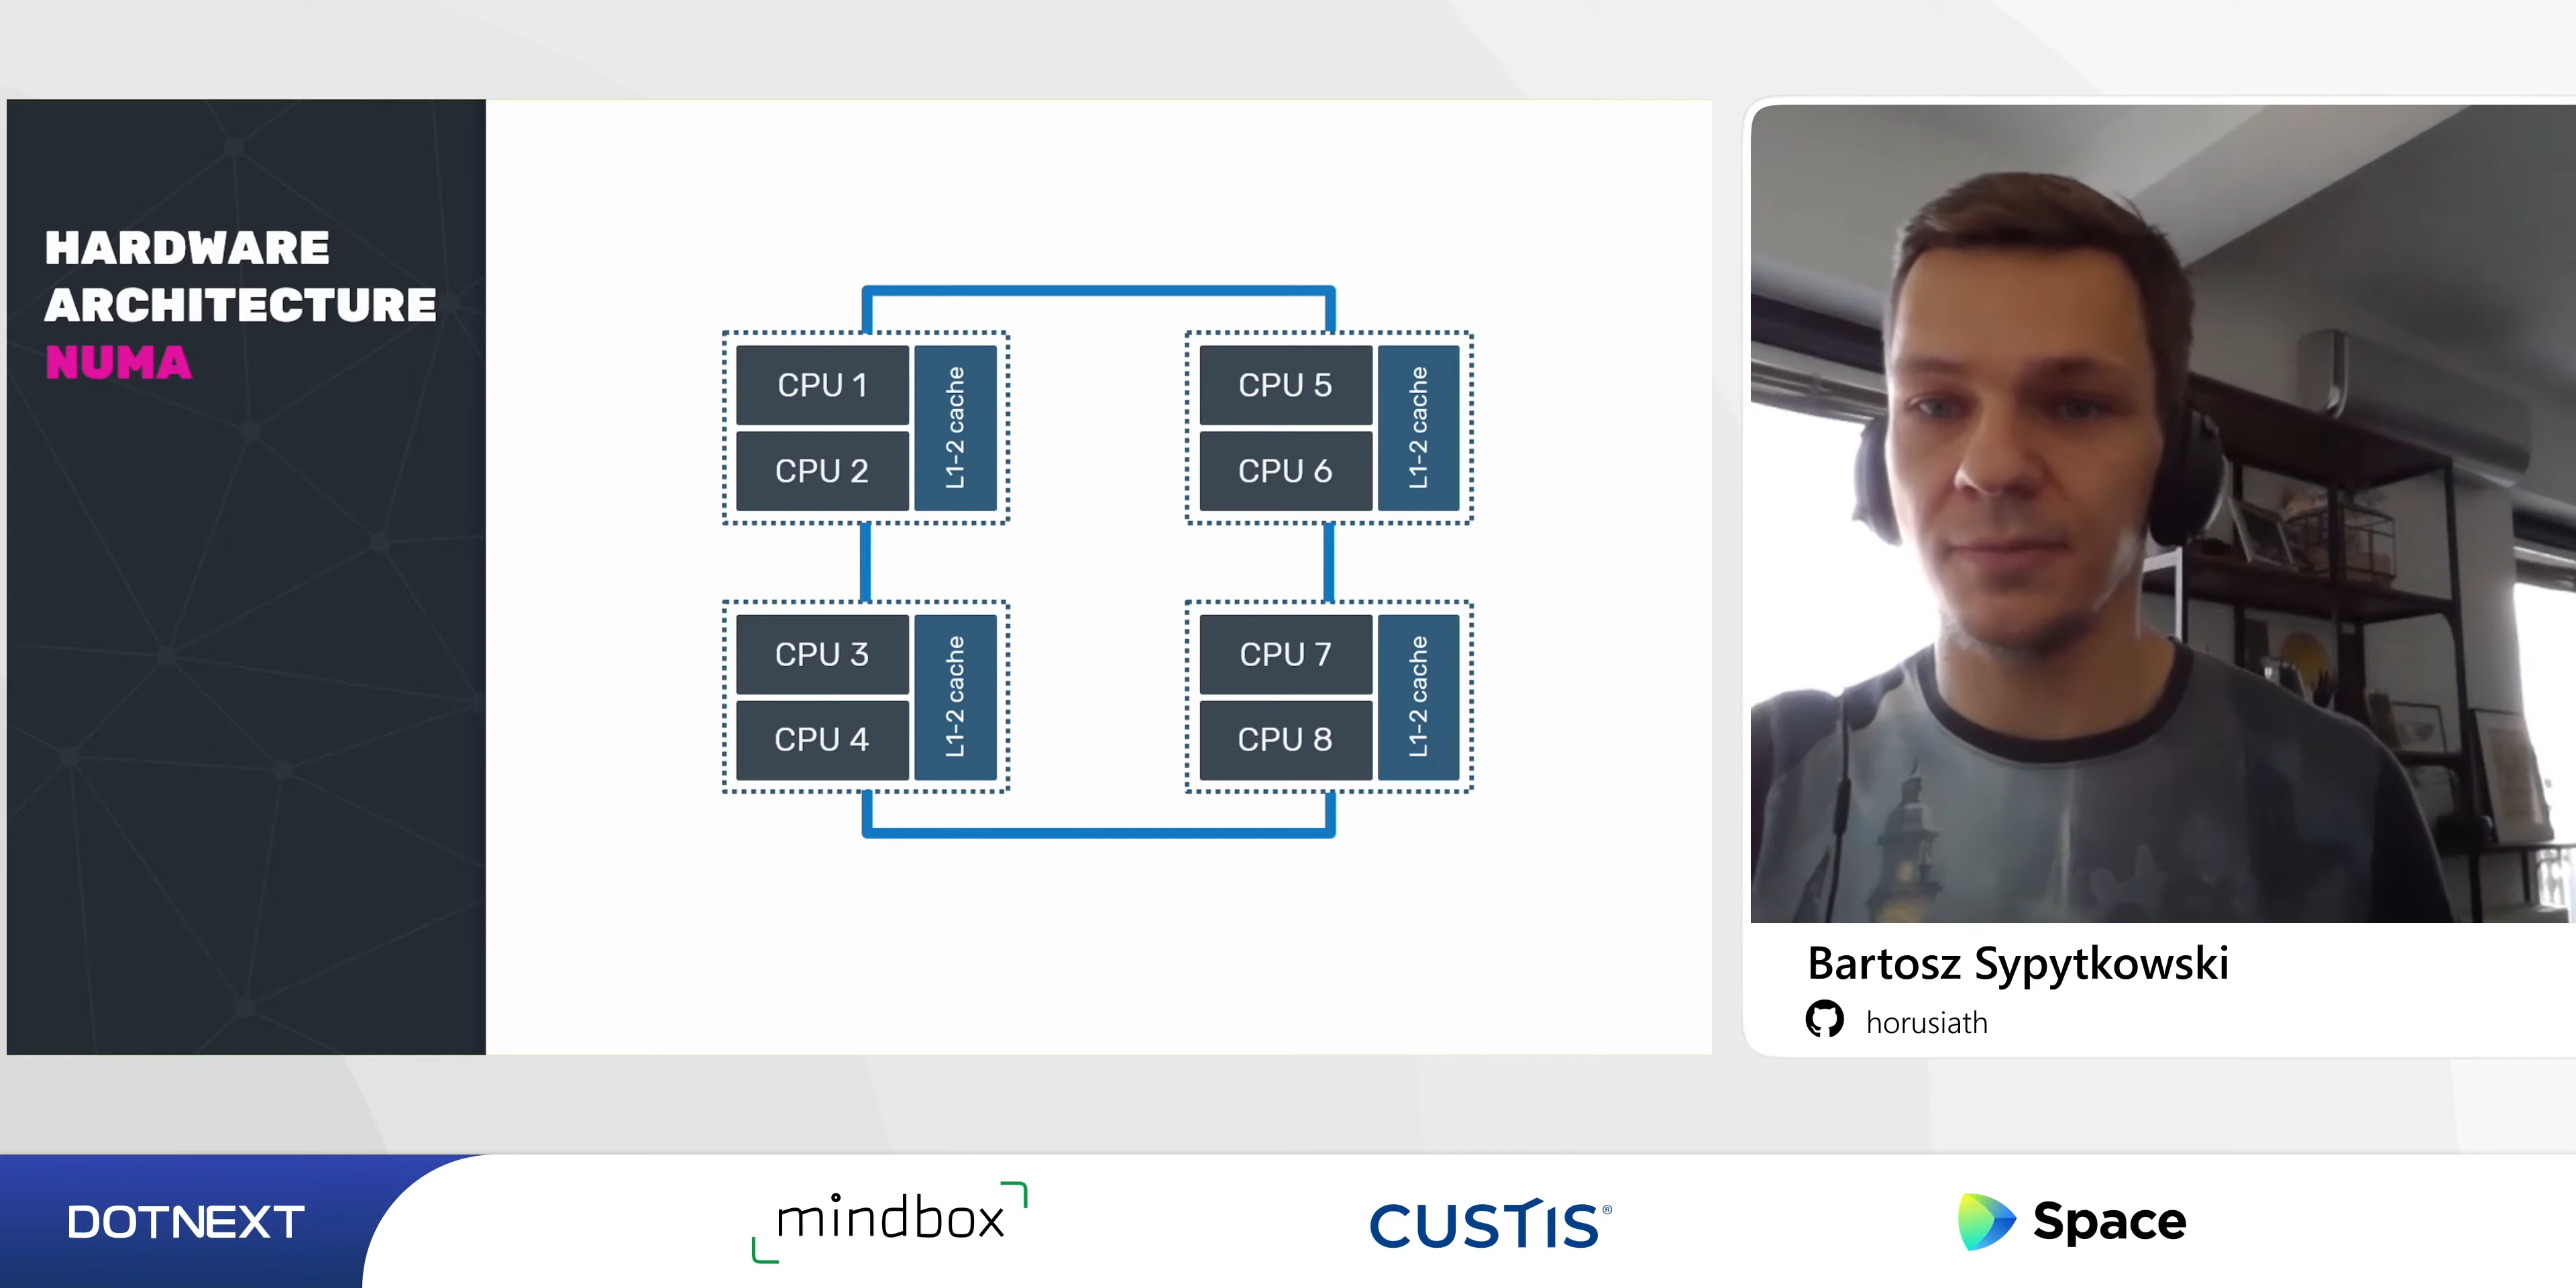 HARDWARE
ARCHITECTURE
NUMA
CPU 1
CPU 2
L1-2 cache
CPU 5
CPU 6
L1-2 cache
CPU 3
CPU 4
L1-2 cache
CPU 7
CPU 8
L1-2 cache
Bartosz Sypytkowski
horusiath
DOTNEXT
mindbox
CUSTIS®
Space